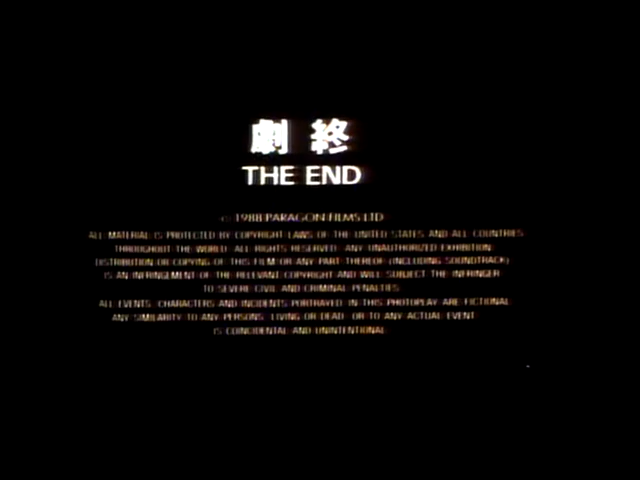 劇 終
THE END
© 1988 PARAGON FILMS LTD
ALL MATERIAL IS PROTECTED BY COPYRIGHT LAWS OF THE UNITED STATES AND ALL COUNTRIES
THROUGHOUT THE WORLD. ALL RIGHTS RESERVED. ANY UNAUTHORIZED EXHIBITION,
DISTRIBUTION OR COPYING OF THIS FILM OR ANY PART THEREOF (INCLUDING SOUNDTRACK)
IS AN INFRINGEMENT OF THE RELEVANT COPYRIGHT AND WILL SUBJECT THE INFRINGER
TO SEVERE CIVIL AND CRIMINAL PENALTIES.
ALL EVENTS, CHARACTERS AND INCIDENTS PORTRAYED IN THIS PHOTOPLAY ARE FICTIONAL.
ANY SIMILARITY TO ANY PERSONS, LIVING OR DEAD, OR TO ANY ACTUAL EVENT
IS COINCIDENTAL AND UNINTENTIONAL.